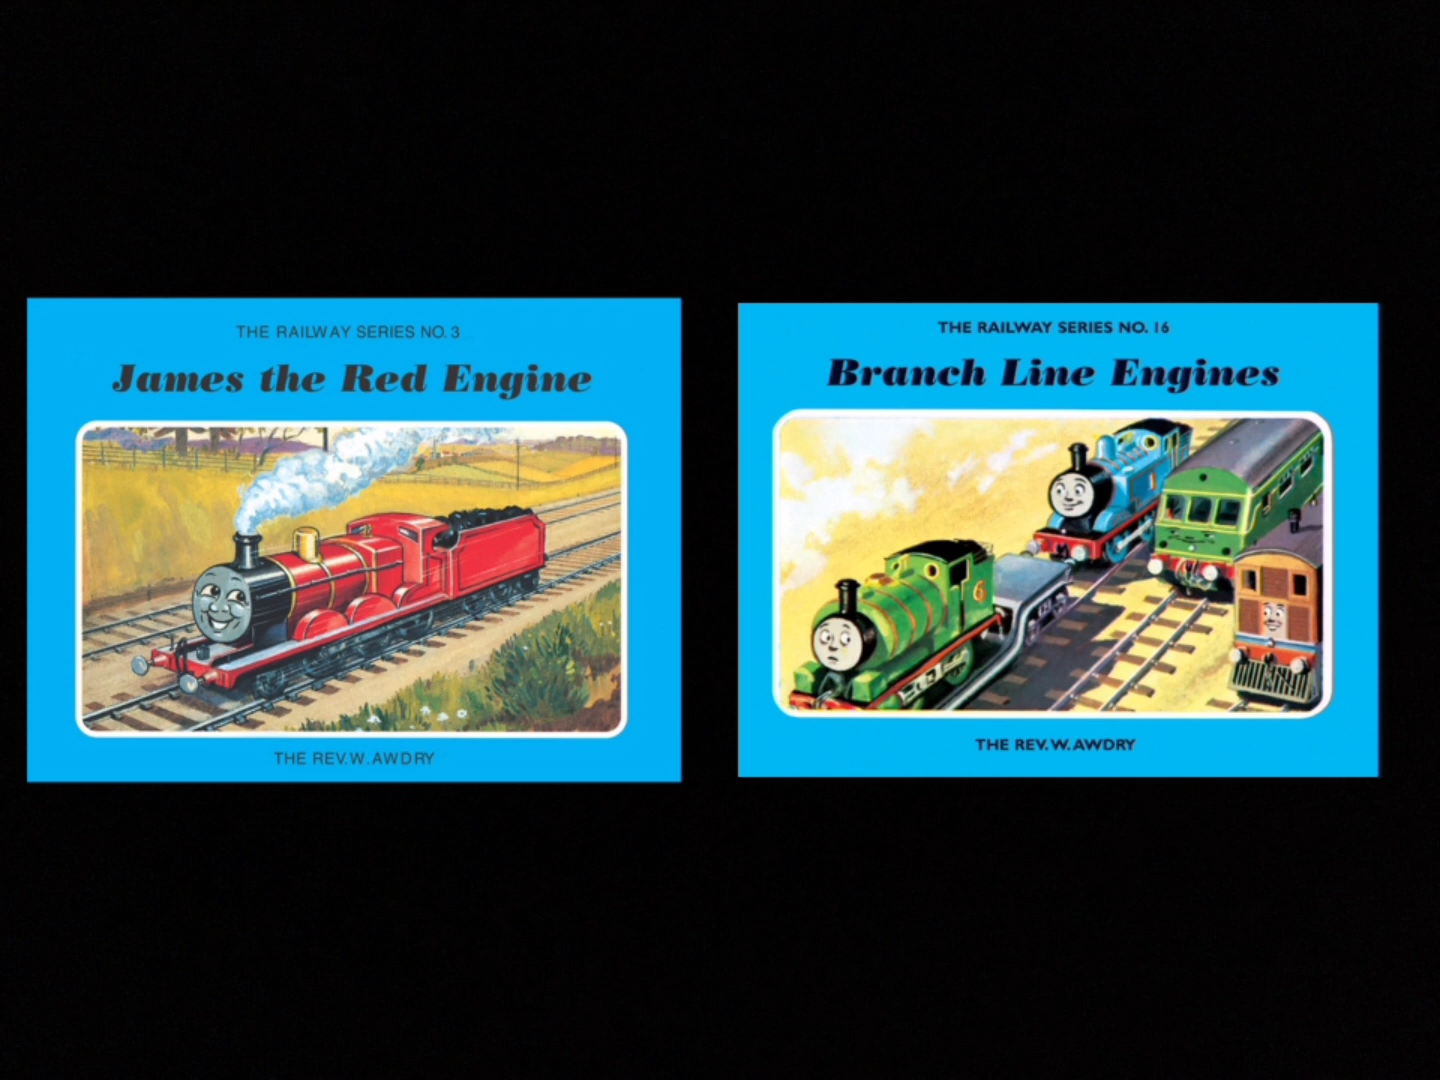 THE RAILWAY SERIES NO. 3
James the Red Engine
THE REV. W. AWDRY
THE RAILWAY SERIES NO. 16
Branch Line Engines
6
THE REV. W. AWDRY